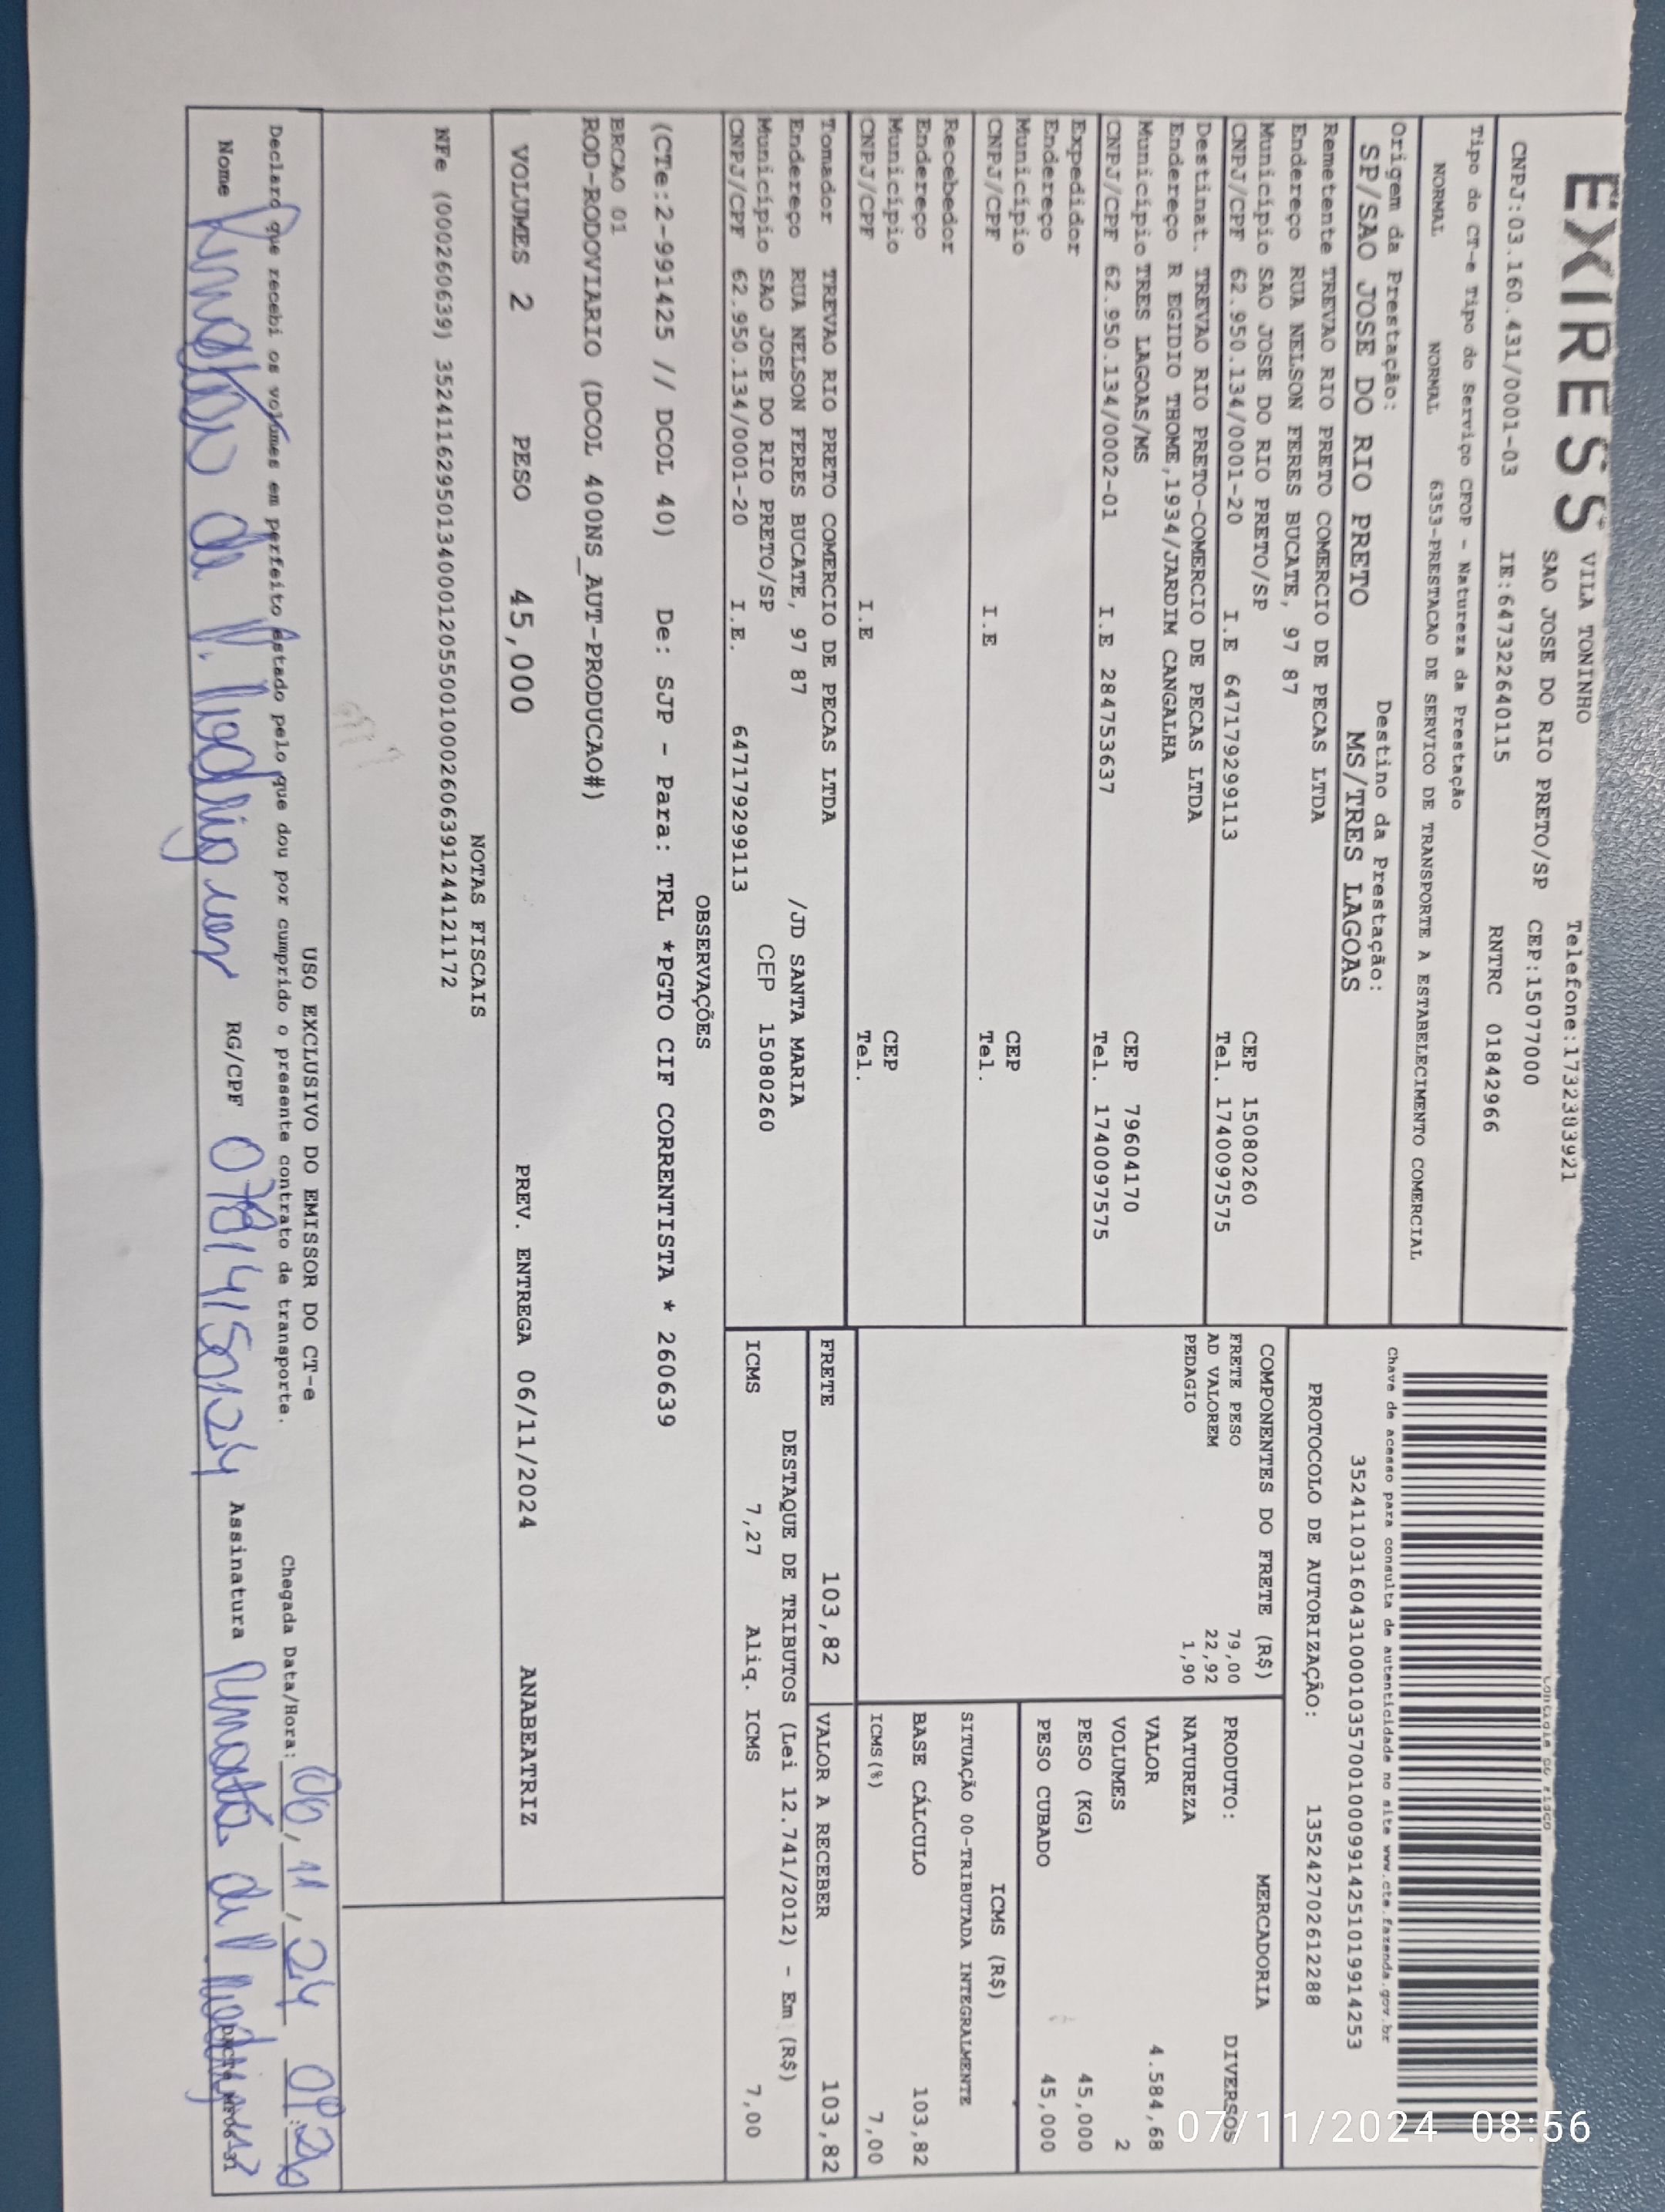 EXPRESS
VILA TONINHO
Telefone:1732383921
SAO JOSE DO RIO PRETO/SP CEP:15077000
CNPJ:03.160.431/0001-03 IE:647322640115 RNTRC 01842966
Tipo do CT-e Tipo do Serviço CFOP - Natureza da Prestação
NORMAL NORMAL 6353-PRESTACAO DE SERVICO DE TRANSPORTE A ESTABELECIMENTO COMERCIAL
Chave de acesso para consulta de autenticidade no site www.cte.fazenda.gov.br
35241103160431000103570010009914251019914253
Origem da Prestação: Destino da Prestação:
SP/SAO JOSE DO RIO PRETO MS/TRES LAGOAS
PROTOCOLO DE AUTORIZAÇÃO: 135242702612288
Remetente TREVAO RIO PRETO COMERCIO DE PECAS LTDA
Endereço RUA NELSON FERES BUCATE, 97 87
Município SAO JOSE DO RIO PRETO/SP CEP 15080260
CNPJ/CPF 62.950.134/0001-20 I.E 647179299113 Tel. 1740097575
Destinat. TREVAO RIO PRETO-COMERCIO DE PECAS LTDA
Endereço R EGIDIO THOME,1934/JARDIM CANGALHA
Município TRES LAGOAS/MS CEP 79604170
CNPJ/CPF 62.950.134/0002-01 I.E 284753637 Tel. 1740097575
Expedidor
Endereço
Município CEP
CNPJ/CPF I.E Tel.
Recebedor
Endereço
Município CEP
CNPJ/CPF I.E Tel.
COMPONENTES DO FRETE (R$)
FRETE PESO 79,00
AD VALOREM 22,92
PEDAGIO 1,90
MERCADORIA
PRODUTO: DIVERSOS
NATUREZA
VALOR 4.584,68
VOLUMES 2
PESO (KG) 45,000
PESO CUBADO 45,000
ICMS (R$)
SITUAÇÃO 00-TRIBUTADA INTEGRALMENTE
BASE CÁLCULO 103,82
ICMS(%) 7,00
Tomador TREVAO RIO PRETO COMERCIO DE PECAS LTDA
Endereço RUA NELSON FERES BUCATE, 97 87 /JD SANTA MARIA
Município SAO JOSE DO RIO PRETO/SP CEP 15080260
CNPJ/CPF 62.950.134/0001-20 I.E. 647179299113
FRETE 103,82 VALOR A RECEBER 103,82
DESTAQUE DE TRIBUTOS (Lei 12.741/2012) - Em (R$)
ICMS 7,27 Aliq. ICMS 7,00
OBSERVAÇÕES
(CTe:2-991425 // DCOL 40) De: SJP - Para: TRL *PGTO CIF CORRENTISTA * 260639
BRCAO 01
ROD-RODOVIARIO (DCOL 400NS_AUT-PRODUCAO#)
VOLUMES 2 PESO 45,000 PREV. ENTREGA 06/11/2024 ANABEATRIZ
NOTAS FISCAIS
NFe (000260639) 35241162950134000120550010002606391244121172
USO EXCLUSIVO DO EMISSOR DO CT-e
Declaro que recebi os volumes em perfeito estado pelo que dou por cumprido o presente contrato de transporte. Chegada Data/Hora: 06/11/24
Nome RG/CPF Assinatura
07/11/2024 08:56